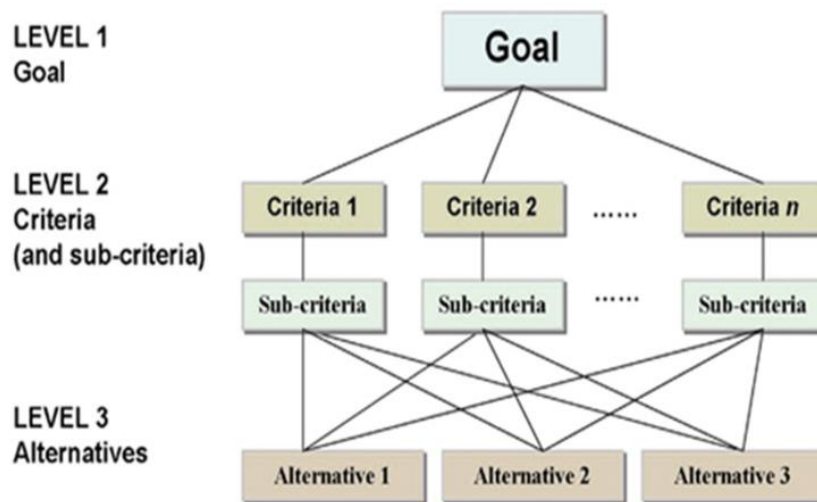 LEVEL 1
Goal
Goal
LEVEL 2
Criteria
(and sub-criteria)
Criteria 1
Criteria 2
......
Criteria n
Sub-criteria
Sub-criteria
......
Sub-criteria
LEVEL 3
Alternatives
Alternative 1
Alternative 2
Alternative 3